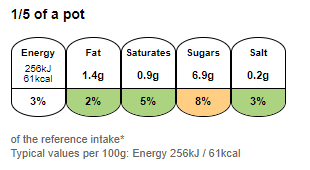 1/5 of a pot
Energy Fat Saturates Sugars Salt
256kJ
61kcal 1.4g 0.9g 6.9g 0.2g
3% 2% 5% 8% 3%
of the reference intake*
Typical values per 100g: Energy 256kJ / 61kcal